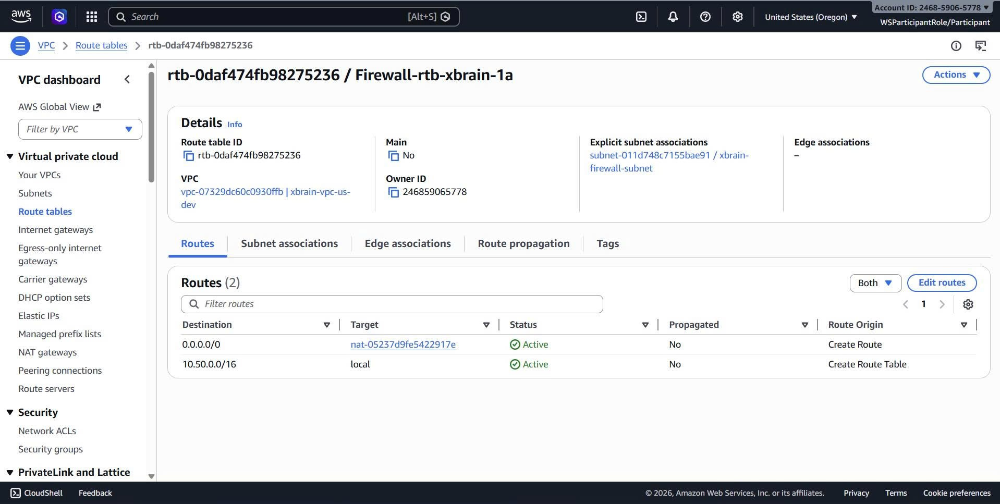 aws
Search [Alt+S]
United States (Oregon)
Account ID: 2468-5906-5778
WSParticipantRole/Participant
VPC
Route tables
rtb-0daf474fb98275236
VPC dashboard
AWS Global View
Filter by VPC
Virtual private cloud
Your VPCs
Subnets
Route tables
Internet gateways
Egress-only internet
gateways
Carrier gateways
DHCP option sets
Elastic IPs
Managed prefix lists
NAT gateways
Peering connections
Route servers
Security
Network ACLs
Security groups
PrivateLink and Lattice
rtb-0daf474fb98275236 / Firewall-rtb-xbrain-1a
Actions
Details Info
Route table ID
rtb-0daf474fb98275236
VPC
vpc-07329dc60c0930ffb | xbrain-vpc-us-
dev
Main
No
Owner ID
246859065778
Explicit subnet associations
subnet-011d748c7155bae91 / xbrain-
firewall-subnet
Edge associations
–
Routes Subnet associations Edge associations Route propagation Tags
Routes (2)
Both
Edit routes
Filter routes
1
Destination Target Status Propagated Route Origin
0.0.0.0/0 nat-05237d9fe5422917e Active No Create Route
10.50.0.0/16 local Active No Create Route Table
CloudShell Feedback
© 2026, Amazon Web Services, Inc. or its affiliates. Privacy Terms Cookie preferences